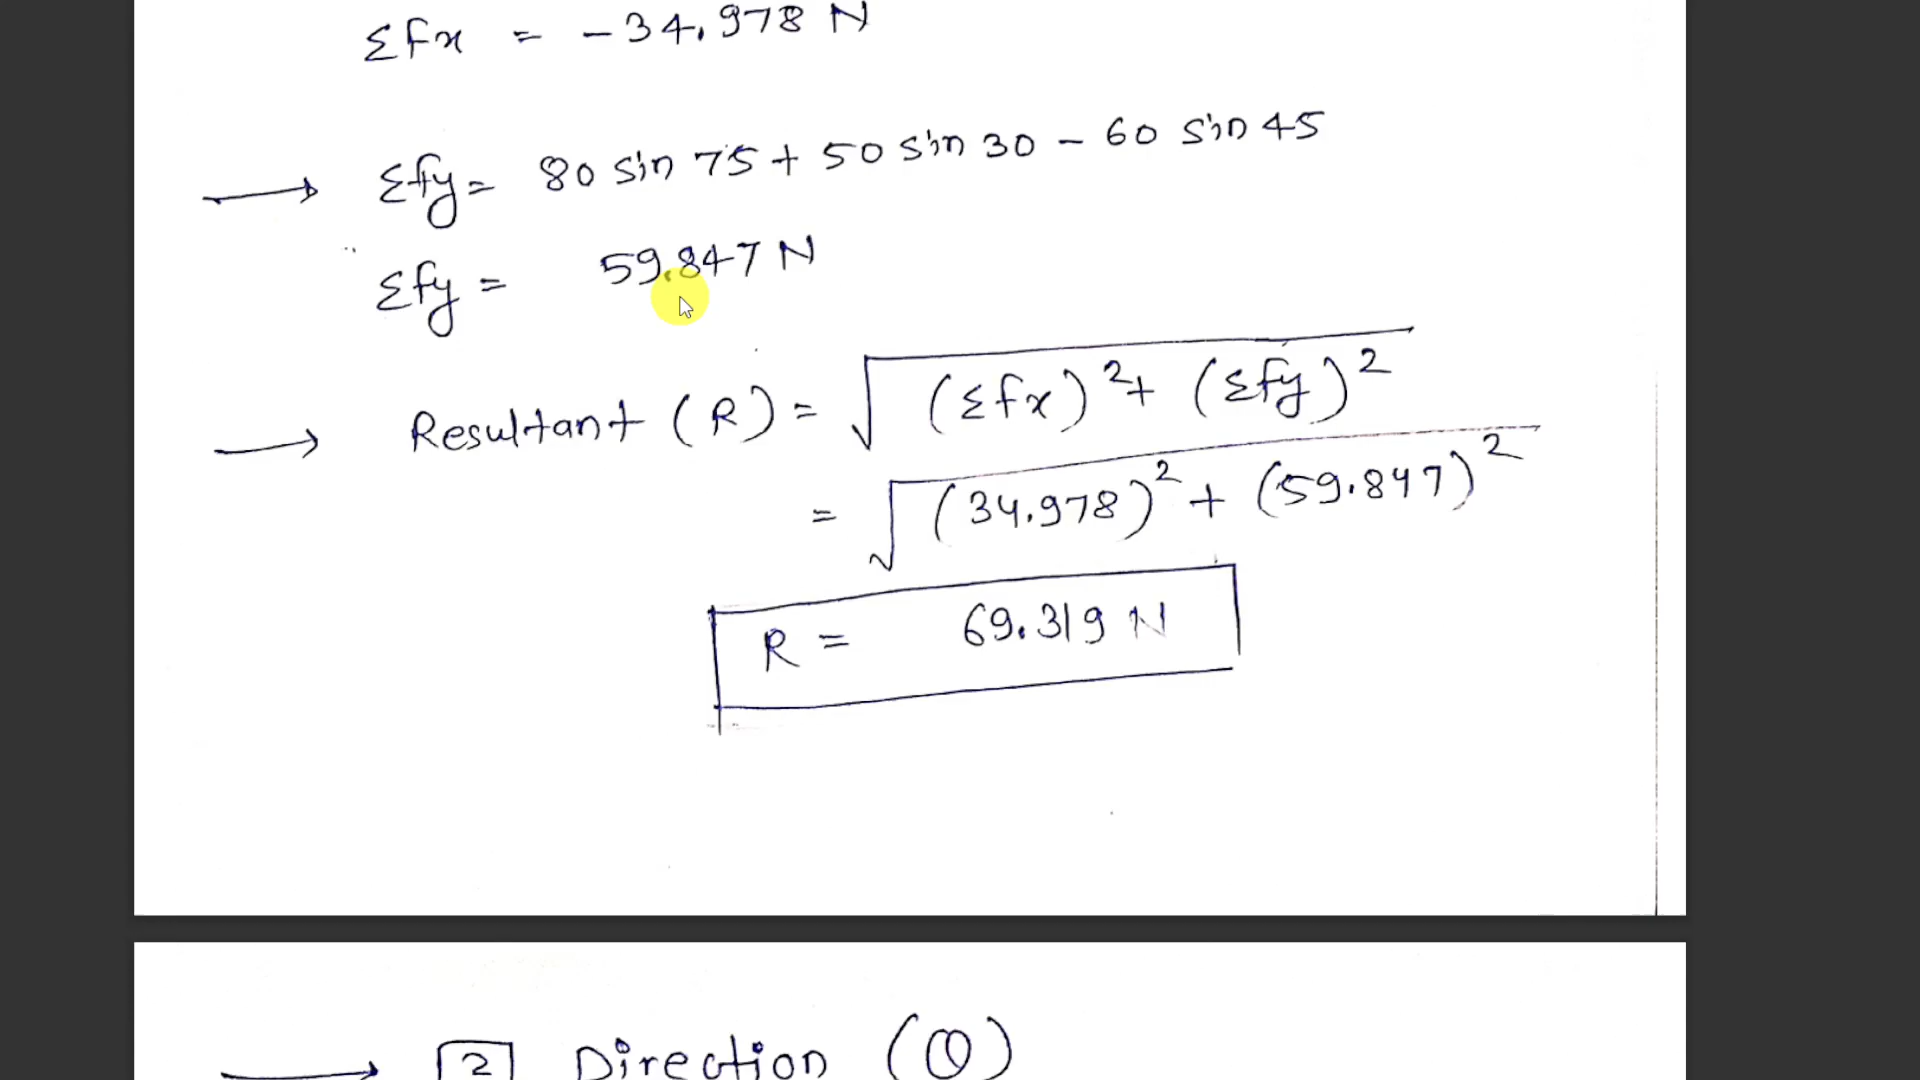 Σfx = -34.978 N
Σfy = 80 sin 75 + 50 sin 30 - 60 sin 45
Σfy = 59.847 N
Resultant (R) = √(Σfx)² + (Σfy)²
= √(34.978)² + (59.847)²
R = 69.319 N
2 Direction (θ)